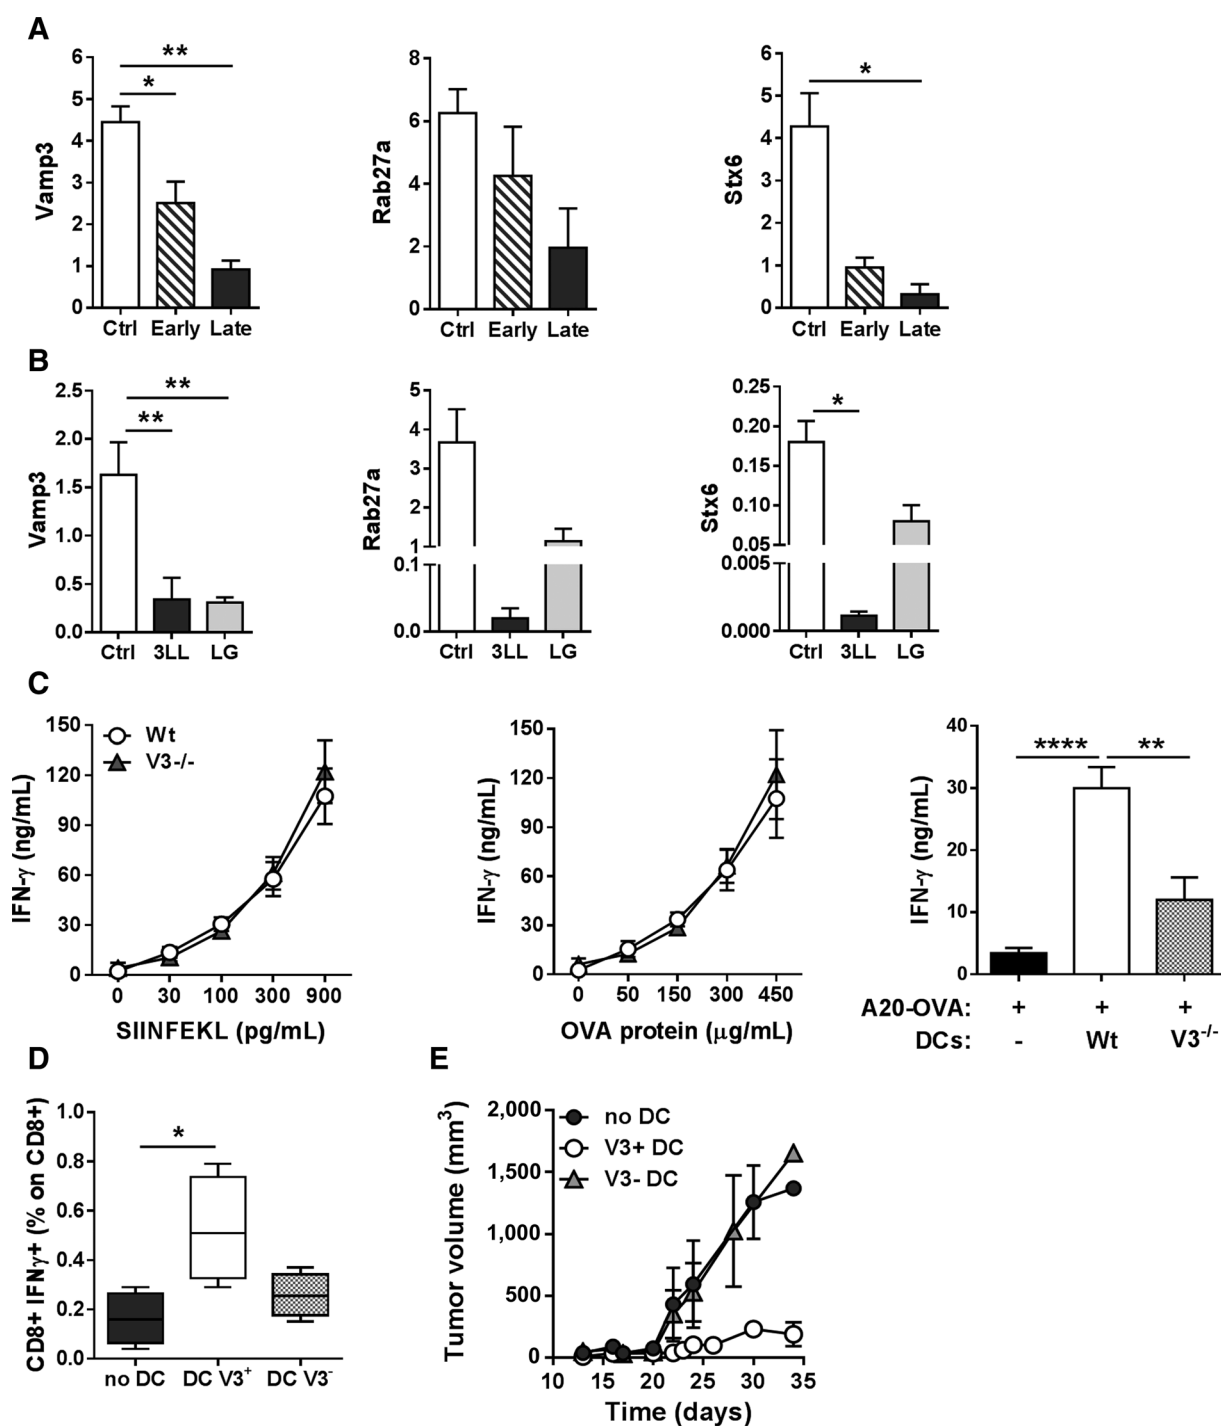 A
6
5
4
3
2
1
0
Vamp3
**
*
Ctrl Early Late
8
6
4
2
0
Rab27a
Ctrl Early Late
6
5
4
3
2
1
0
Stx6
*
Ctrl Early Late
B
2.5
2.0
1.5
1.0
0.5
0.0
Vamp3
**
**
Ctrl 3LL LG
5
4
3
2
1
0.1
0.0
Rab27a
Ctrl 3LL LG
0.25
0.20
0.15
0.10
0.05
0.005
0.000
Stx6
*
Ctrl 3LL LG
C
150
120
90
60
30
0
IFN-γ (ng/mL)
Wt
V3-/-
0 30 100 300 900
SIINFEKL (pg/mL)
150
120
90
60
30
0
IFN-γ (ng/mL)
0 50 150 300 450
OVA protein (μg/mL)
40
30
20
10
0
IFN-γ (ng/mL)
**** **
A20-OVA: + + +
DCs: - Wt V3-/-
D
1.0
0.8
0.6
0.4
0.2
0.0
CD8+ IFNγ+ (% on CD8+)
*
no DC DC V3+ DC V3-
E
2,000
1,500
1,000
500
0
Tumor volume (mm3)
no DC
V3+ DC
V3- DC
10 15 20 25 30 35
Time (days)